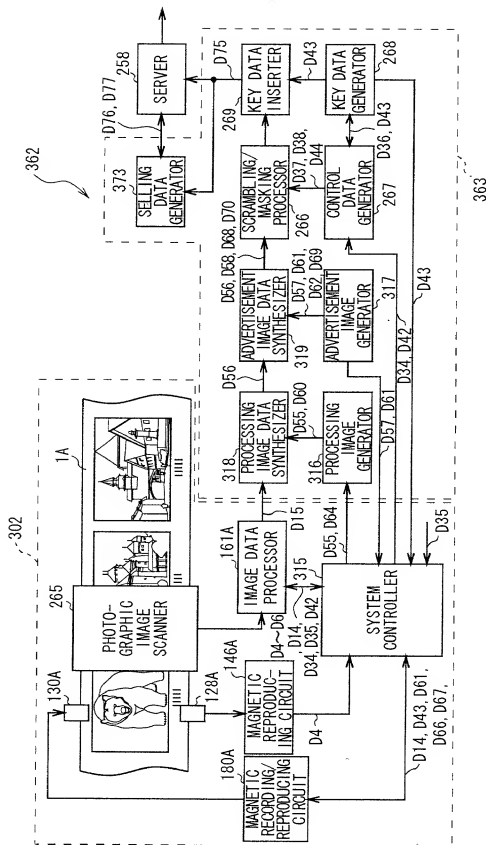 362
363
302
265
1A
130A
128A
PHOTO-
GRAPHIC
IMAGE
SCANNER
161A
IMAGE DATA
PROCESSOR
D15
315
D14,
D34, D35,
D42
D4~D6
146A
MAGNETIC
REPRODUC-
ING CIRCUIT
D4
180A
MAGNETIC
RECORDING/
REPRODUCING
CIRCUIT
SYSTEM
CONTROLLER
D35
D14, D43, D61,
D66, D67,
D55, D64
318
PROCESSING
IMAGE DATA
SYNTHESIZER
D55, D60
316
PROCESSING
IMAGE
GENERATOR
D56
319
ADVERTISEMENT
IMAGE DATA
SYNTHESIZER
D57, D61,
D62, D69
317
ADVERTISEMENT
IMAGE
GENERATOR
D57, D61
D56, D58, D68, D70
SCRAMBLING/
MASKING
PROCESSOR
266
D37, D38,
D44
CONTROL DATA
GENERATOR
267
D34, D42
D36, D43
269
KEY DATA
INSERTER
D43
KEY DATA
GENERATOR
268
D43
D75
373
SELLING
DATA
GENERATOR
D76, D77
SERVER
258